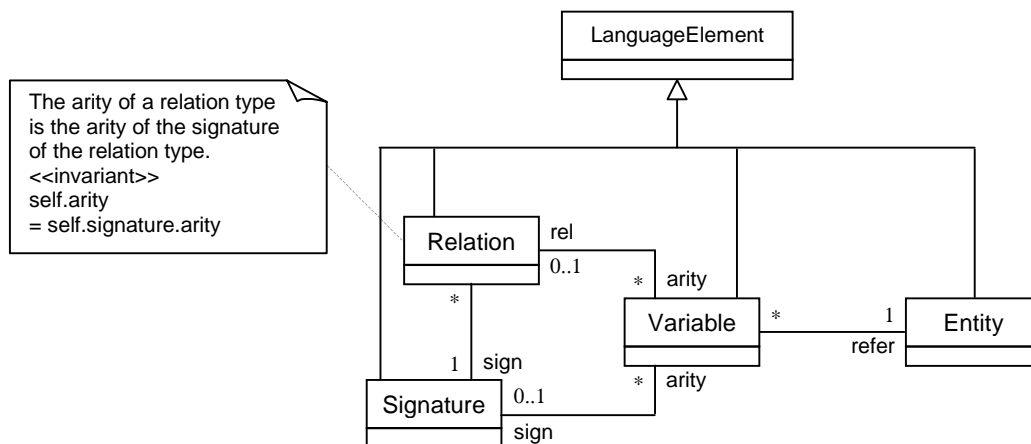 LanguageElement
The arity of a relation type
is the arity of the signature
of the relation type.
<<invariant>>
self.arity
= self.signature.arity
Relation
rel
0..1
*
arity
*
1
sign
Variable
*
1
refer
Entity
*
arity
Signature
0..1
sign